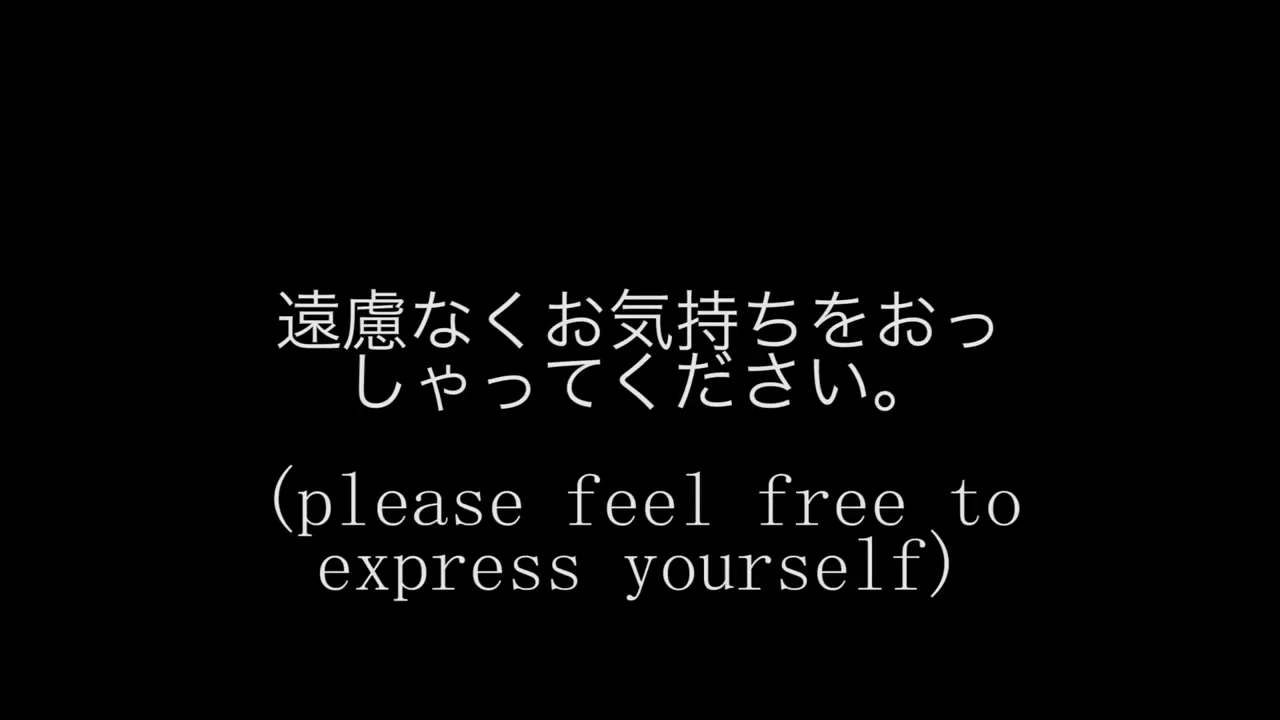 遠慮なくお気持ちをおっ
しゃってください。
(please feel free to
express yourself)